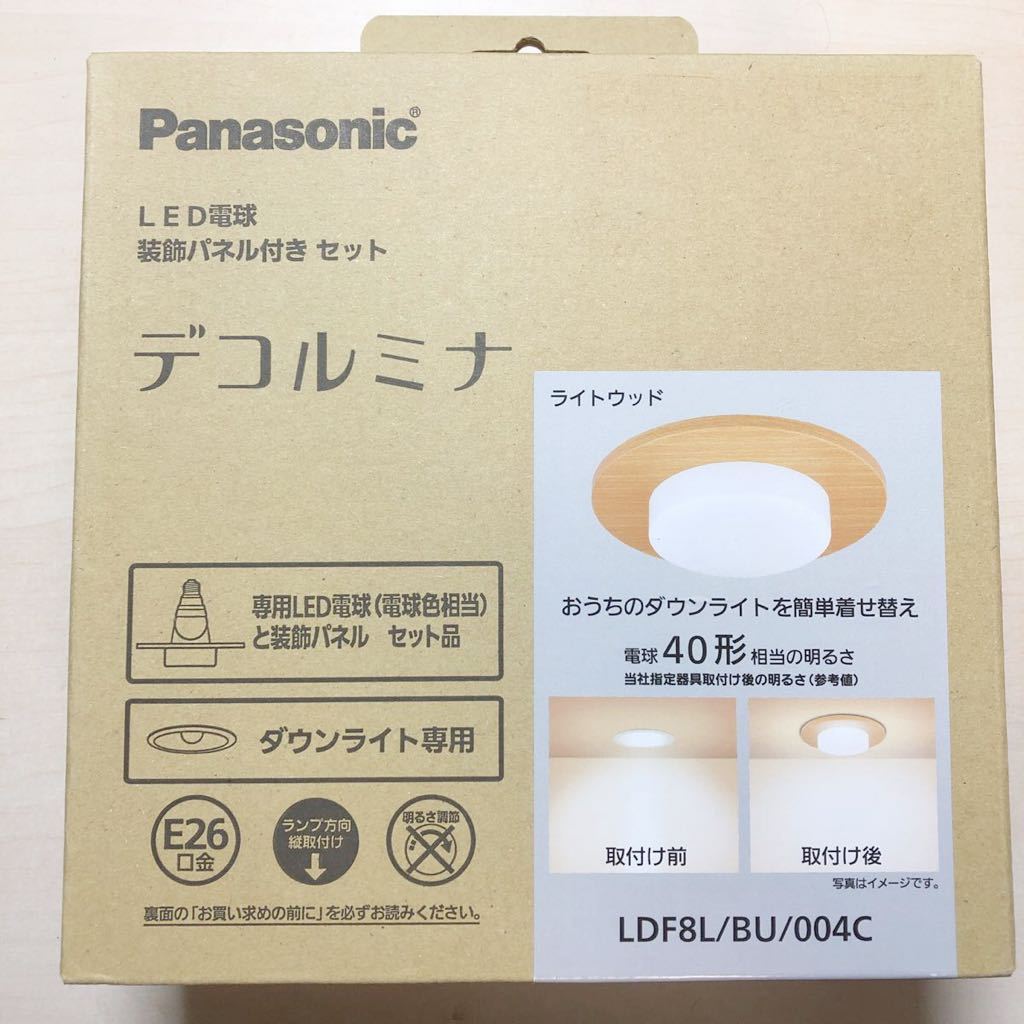 Panasonic®
LED電球
装飾パネル付き セット
デコルミナ
ライトウッド
おうちのダウンライトを簡単着せ替え
電球40形相当の明るさ
当社指定器具取付け後の明るさ(参考値)
取付け前
取付け後
写真はイメージです。
LDF8L/BU/004C
専用LED電球(電球色相当)
と装飾パネル セット品
ダウンライト専用
E26
口金
ランプ方向
縦取付け
明るさ調節
裏面の「お買い求めの前に」を必ずお読みください。